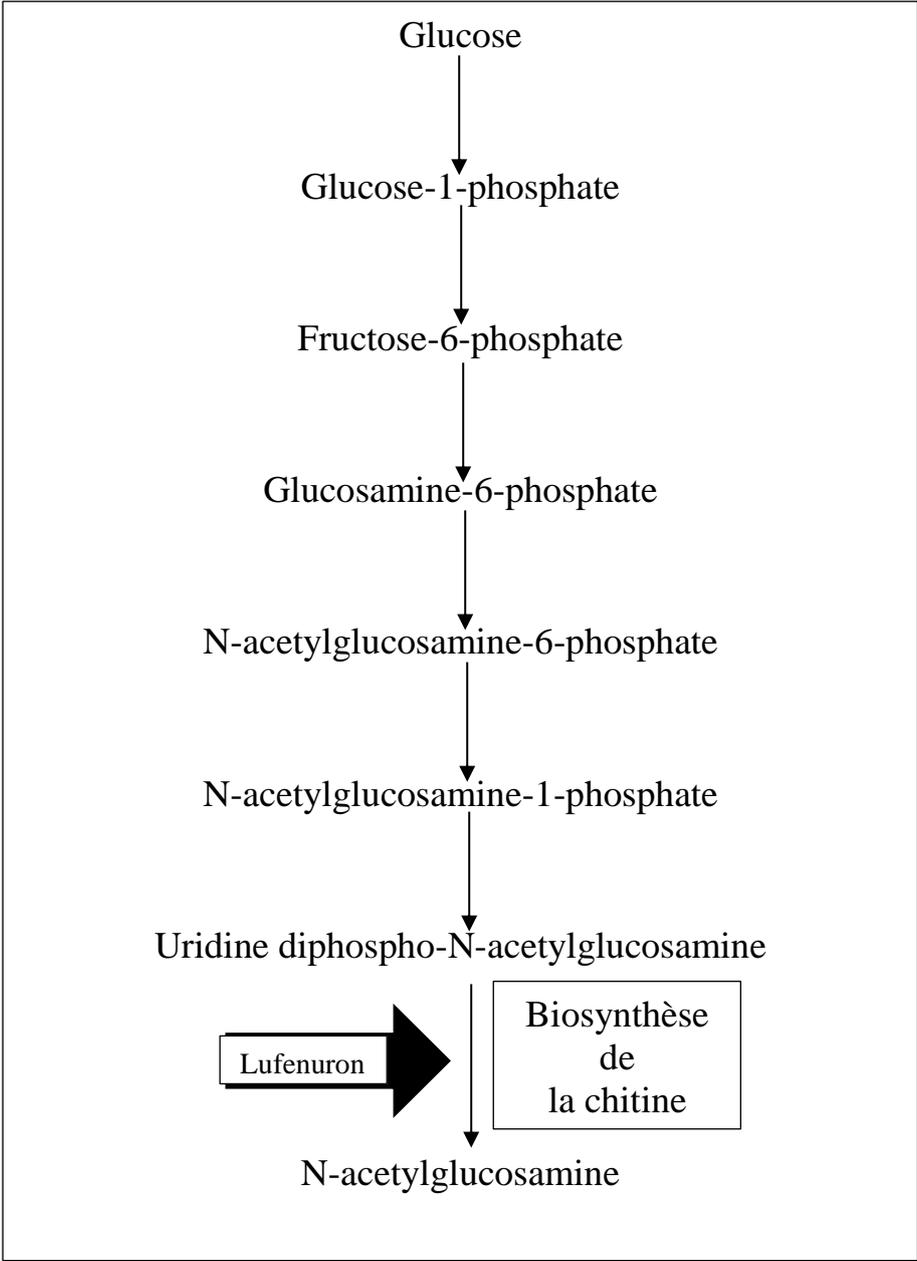 Glucose
Glucose-1-phosphate
Fructose-6-phosphate
Glucosamine-6-phosphate
N-acetylglucosamine-6-phosphate
N-acetylglucosamine-1-phosphate
Uridine diphospho-N-acetylglucosamine
Lufenuron
Biosynthèse
de
la chitine
N-acetylglucosamine